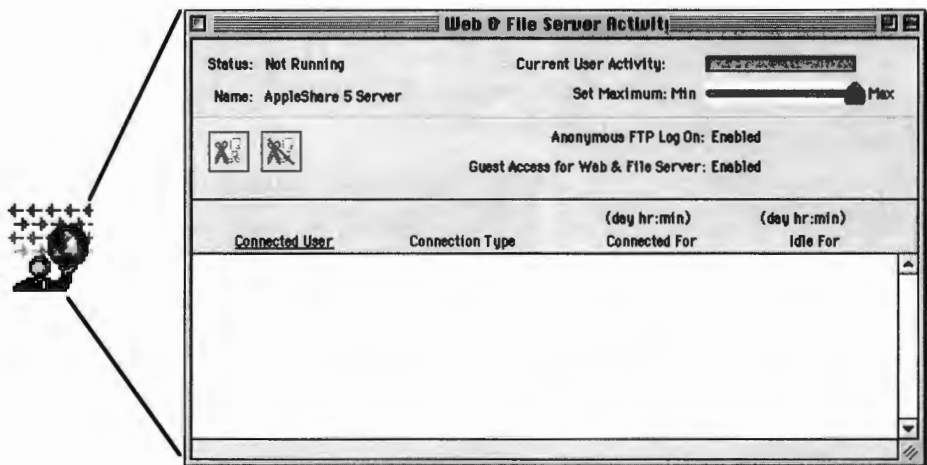 Web & File Server Activity
Status: Not Running
Current User Activity:
Name: AppleShare 5 Server
Set Maximum: Min
Max
Anonymous FTP Log On: Enabled
Guest Access for Web & File Server: Enabled
(day hr:min) (day hr:min)
Connected User Connection Type Connected For Idle For